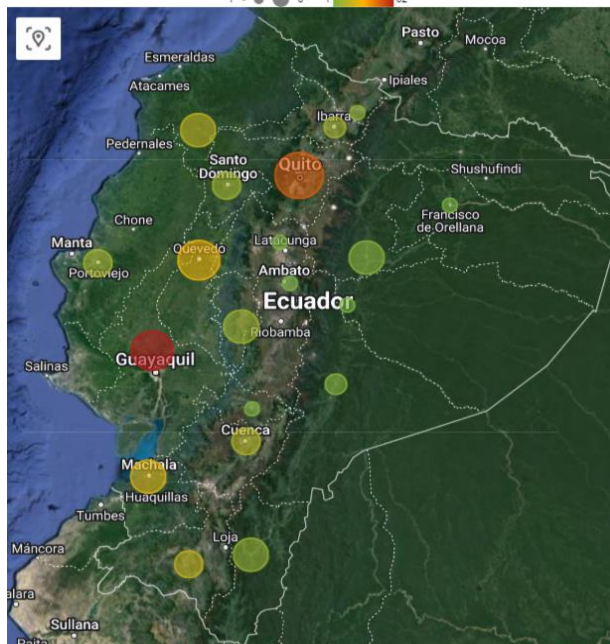 Pasto
Mocoa
Esmeraldas
Atacames
Ipiales
Ibarra
Pedernales
Santo
Domingo
Quito
Shushufindi
Chone
Francisco
de Orellana
Manta
Latacunga
Quevedo
Portoviejo
Ambato
Ecuador
Riobamba
Guayaquil
Salinas
Cuenca
Machala
Huaquillas
Tumbes
Loja
Máncora
alara
Sullana